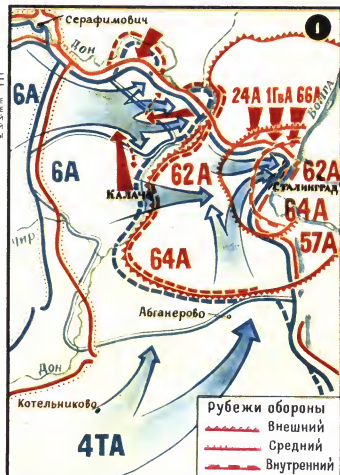 Серафимович
1
Дон
24А 1ГвА 66А
Волга
6А
6А
62А
62А
Калач
Сталинград
64А
64А
57А
Чир
Абганерово
Дон
Котельниково
4ТА
Рубежи обороны
Внешний
Средний
Внутренний